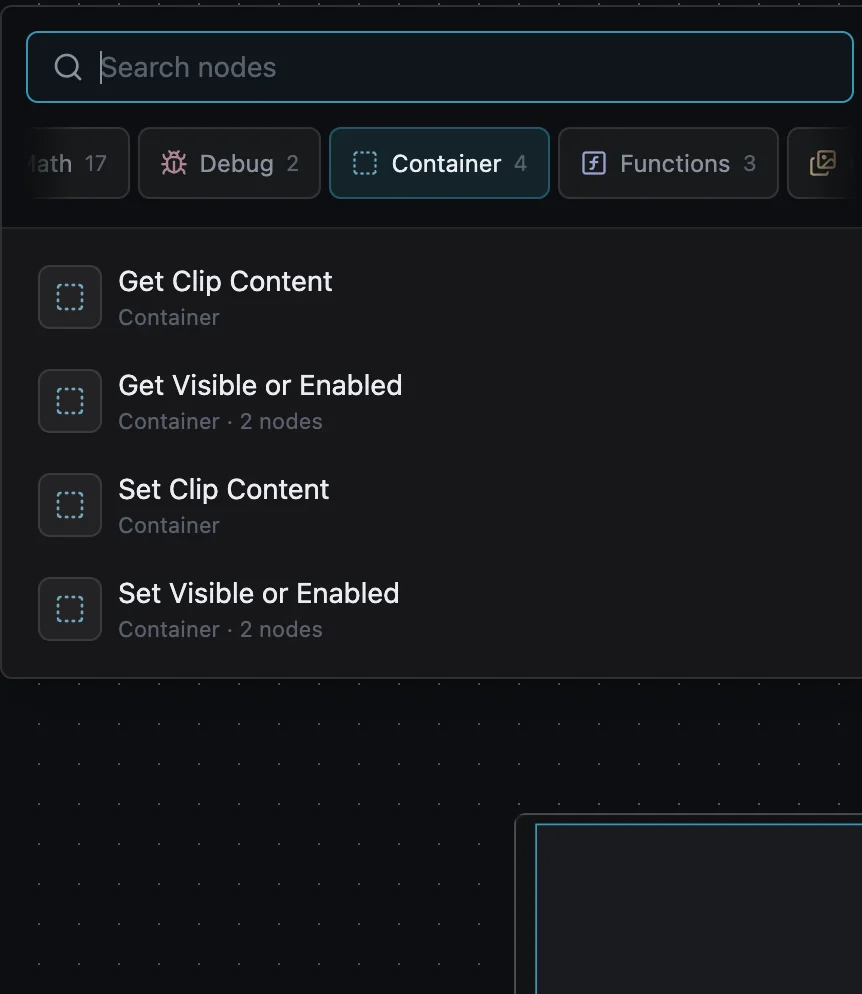 Search nodes
Math 17 Debug 2 Container 4 Functions 3
Get Clip Content
Container
Get Visible or Enabled
Container · 2 nodes
Set Clip Content
Container
Set Visible or Enabled
Container · 2 nodes